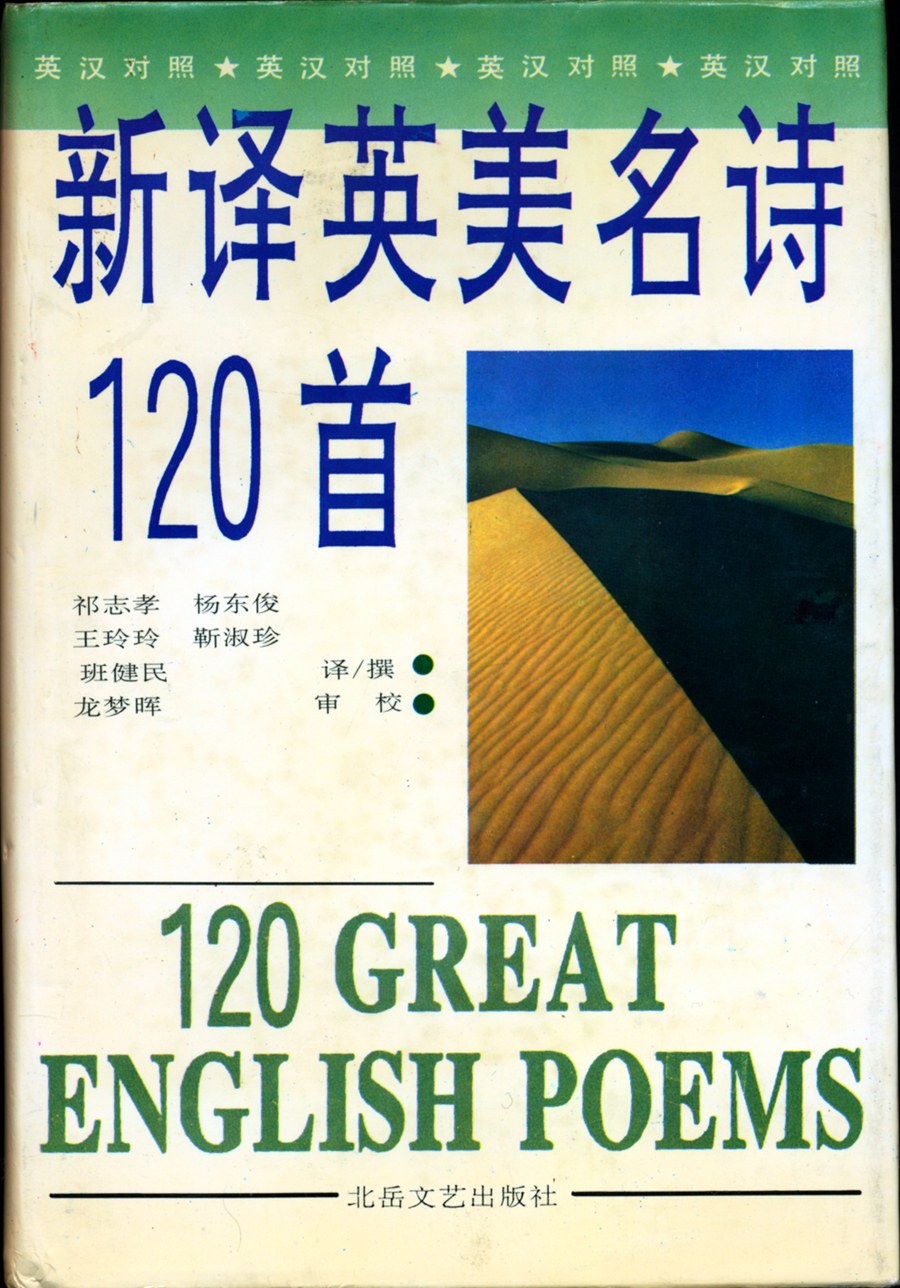 英汉对照★英汉对照★英汉对照★英汉对照
新译英美名诗
120首
祁志孝 杨东俊
王玲玲 靳淑珍
班健民 译/撰
龙梦晖 审 校
120 GREAT
ENGLISH POEMS
北岳文艺出版社